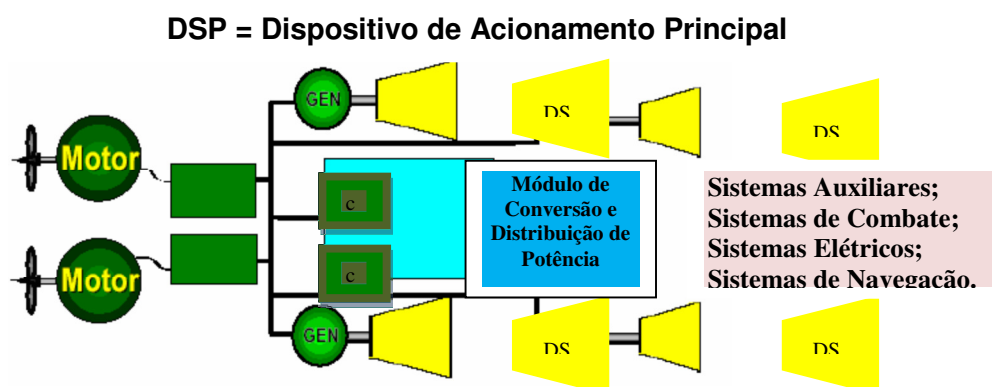 DSP = Dispositivo de Acionamento Principal
GEN
DS
DS
Motor
c
Módulo de
Conversão e
Distribuição de
Potência
Sistemas Auxiliares;
Sistemas de Combate;
Sistemas Elétricos;
Sistemas de Navegação.
Motor
c
GEN
DS
DS